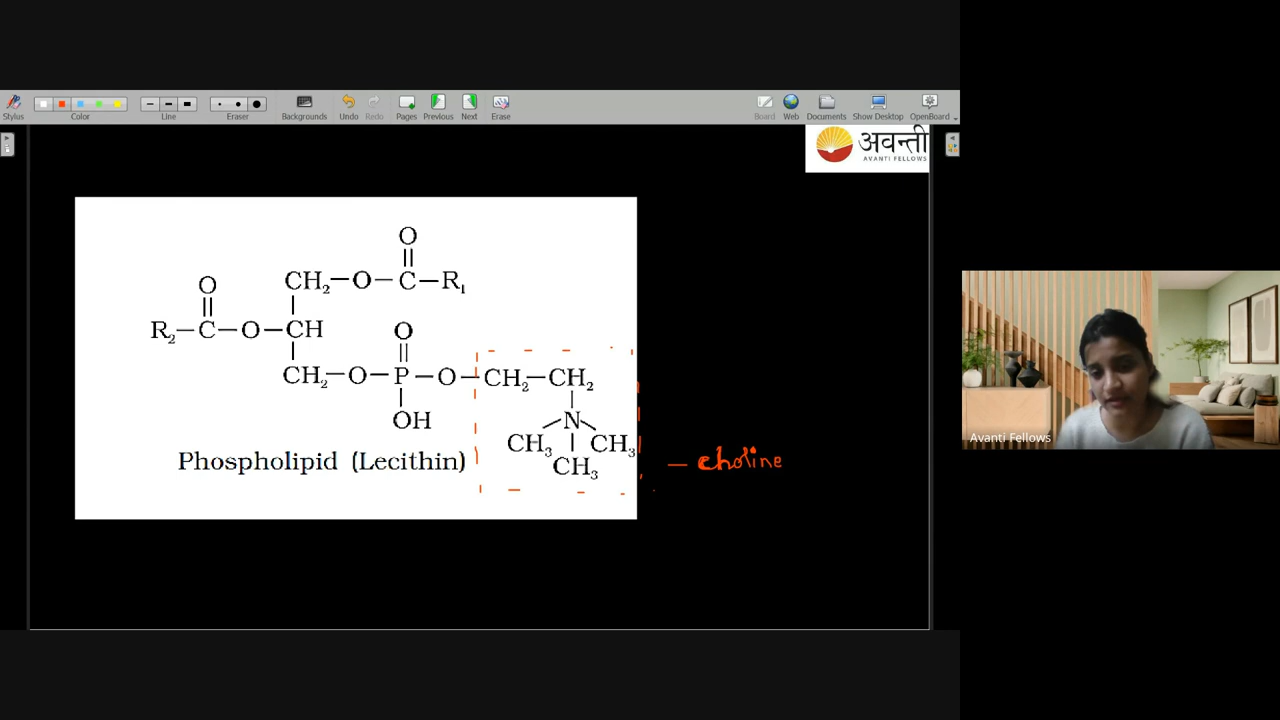 Stylus Color Line Eraser Backgrounds Undo Redo Pages Previous Next Erase Board Web Documents Show Desktop OpenBoard
अवन्ती
AVANTI FELLOWS
O
CH₂—O—C—R₁
O
R₂—C—O—CH
O
CH₂—O—P—O—CH₂—CH₂
OH
N
CH₃ CH₃
CH₃
Phospholipid (Lecithin)
— choline
Avanti Fellows